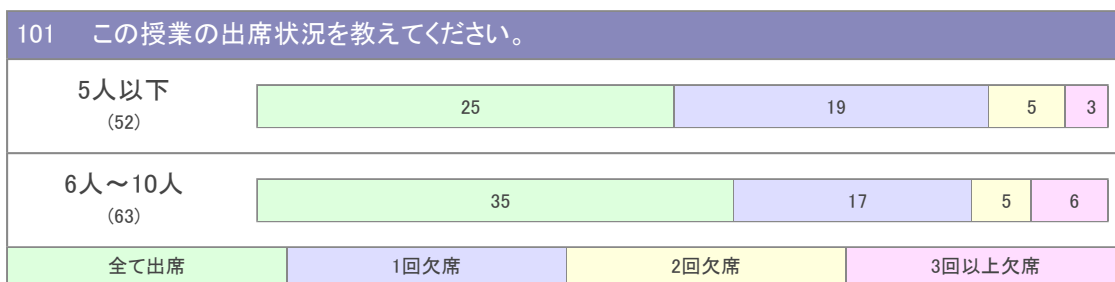 101 この授業の出席状況を教えてください。
5人以下
(52)
25 19 5 3
6人～10人
(63)
35 17 5 6
全て出席 1回欠席 2回欠席 3回以上欠席